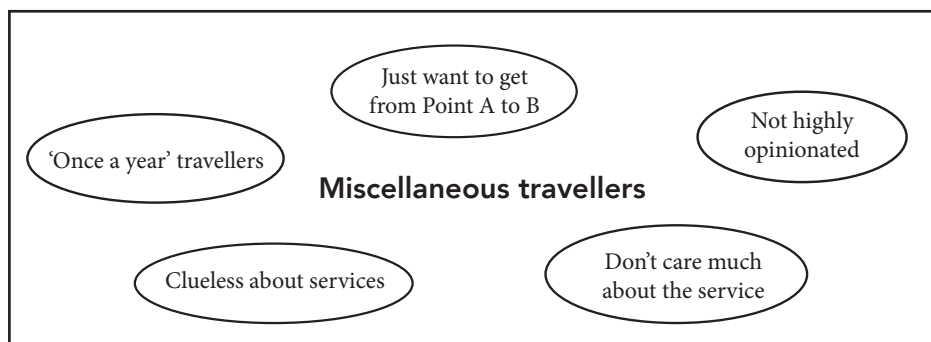 Just want to get
from Point A to B
Not highly
opinionated
‘Once a year’ travellers
Miscellaneous travellers
Clueless about services
Don’t care much
about the service